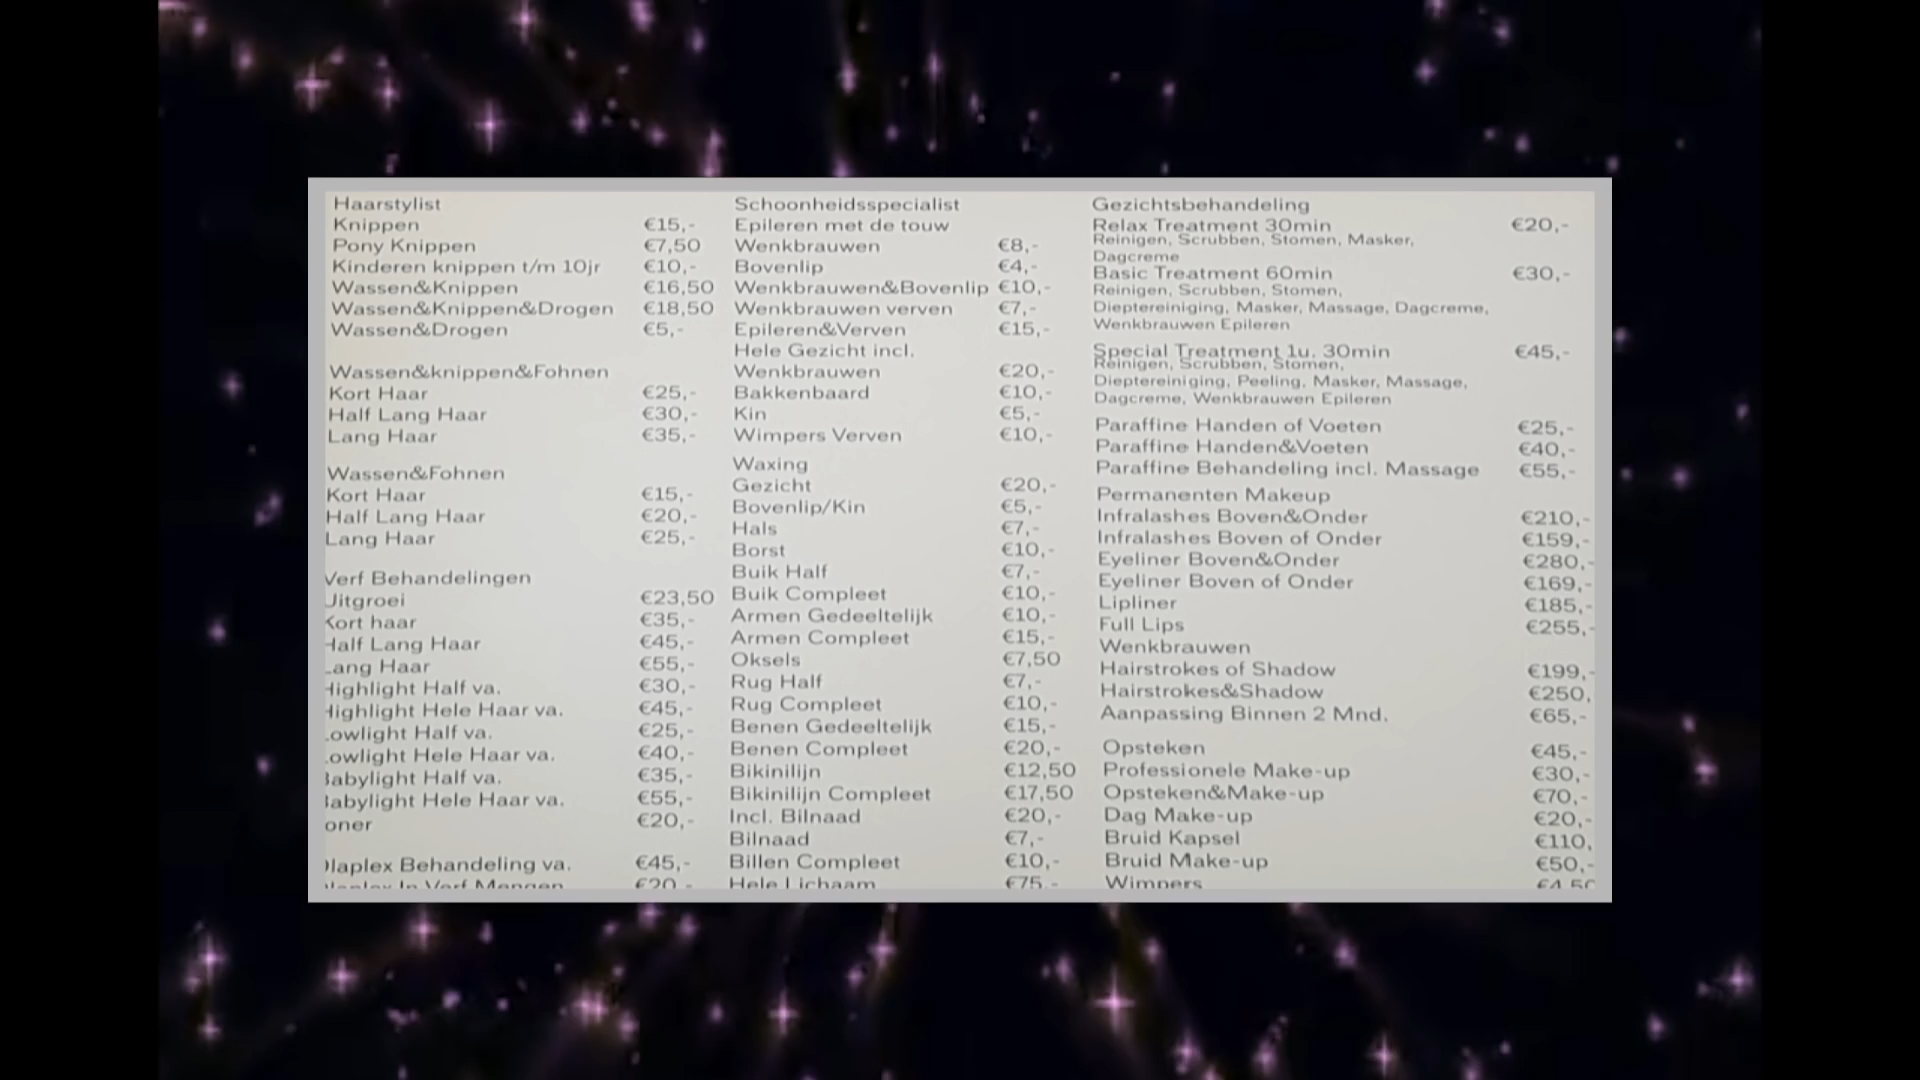 Haarstylist
Knippen €15,-
Pony Knippen €7,50
Kinderen knippen t/m 10jr €10,-
Wassen&Knippen €16,50
Wassen&Knippen&Drogen €18,50
Wassen&Drogen €5,-
Wassen&knippen&Fohnen
Kort Haar €25,-
Half Lang Haar €30,-
Lang Haar €35,-
Wassen&Fohnen
Kort Haar €15,-
Half Lang Haar €20,-
Lang Haar €25,-
Verf Behandelingen
Uitgroei €23,50
Kort haar €35,-
Half Lang Haar €45,-
Lang Haar €55,-
Highlight Half va. €30,-
Highlight Hele Haar va. €45,-
Lowlight Half va. €25,-
Lowlight Hele Haar va. €40,-
Babylight Half va. €35,-
Babylight Hele Haar va. €55,-
oner €20,-
laplex Behandeling va. €45,-
In Verf Mengen €20,-
Schoonheidsspecialist
Epileren met de touw
Wenkbrauwen €8,-
Bovenlip €4,-
Wenkbrauwen&Bovenlip €10,-
Wenkbrauwen verven €7,-
Epileren&Verven €15,-
Hele Gezicht incl.
Wenkbrauwen €20,-
Bakkenbaard €10,-
Kin €5,-
Wimpers Verven €10,-
Waxing
Gezicht €20,-
Bovenlip/Kin €5,-
Hals €7,-
Borst €10,-
Buik Half €7,-
Buik Compleet €10,-
Armen Gedeeltelijk €10,-
Armen Compleet €15,-
Oksels €7,50
Rug Half €7,-
Rug Compleet €10,-
Benen Gedeeltelijk €15,-
Benen Compleet €20,-
Bikinilijn €12,50
Bikinilijn Compleet €17,50
Incl. Bilnaad €20,-
Bilnaad €7,-
Billen Compleet €10,-
Hele Lichaam €75,-
Gezichtsbehandeling
Relax Treatment 30min €20,-
Reinigen, Scrubben, Stomen, Masker,
Dagcreme
Basic Treatment 60min €30,-
Reinigen, Scrubben, Stomen,
Dieptereiniging, Masker, Massage, Dagcreme,
Wenkbrauwen Epileren
Special Treatment 1u. 30min €45,-
Reinigen, Scrubben, Stomen,
Dieptereiniging, Peeling, Masker, Massage,
Dagcreme, Wenkbrauwen Epileren
Paraffine Handen of Voeten €25,-
Paraffine Handen&Voeten €40,-
Paraffine Behandeling incl. Massage €55,-
Permanenten Makeup
Infralashes Boven&Onder €210,-
Infralashes Boven of Onder €159,-
Eyeliner Boven&Onder €280,-
Eyeliner Boven of Onder €169,-
Lipliner €185,-
Full Lips €255,-
Wenkbrauwen
Hairstrokes of Shadow €199,-
Hairstrokes&Shadow €250,
Aanpassing Binnen 2 Mnd. €65,-
Opsteken €45,-
Professionele Make-up €30,-
Opsteken&Make-up €70,-
Dag Make-up €20,-
Bruid Kapsel €110,
Bruid Make-up €50,-
Wimpers €4,50